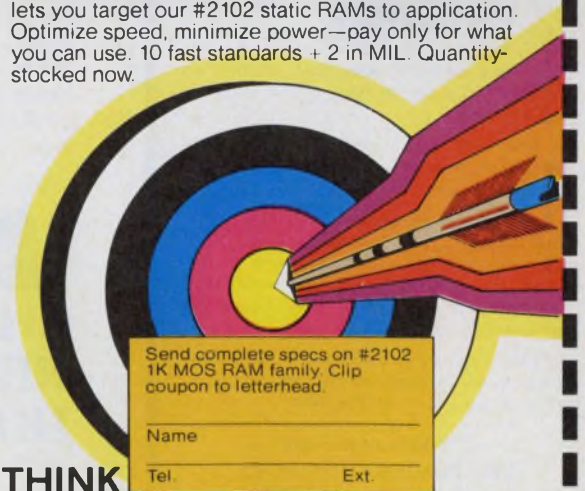 lets you target our #2102 static RAMs to application.
Optimize speed, minimize power—pay only for what
you can use. 10 fast standards + 2 in MIL. Quantity-
stocked now.
Send complete specs on #2102
1K MOS RAM family. Clip
coupon to letterhead.
Name
Tel. Ext.
THINK